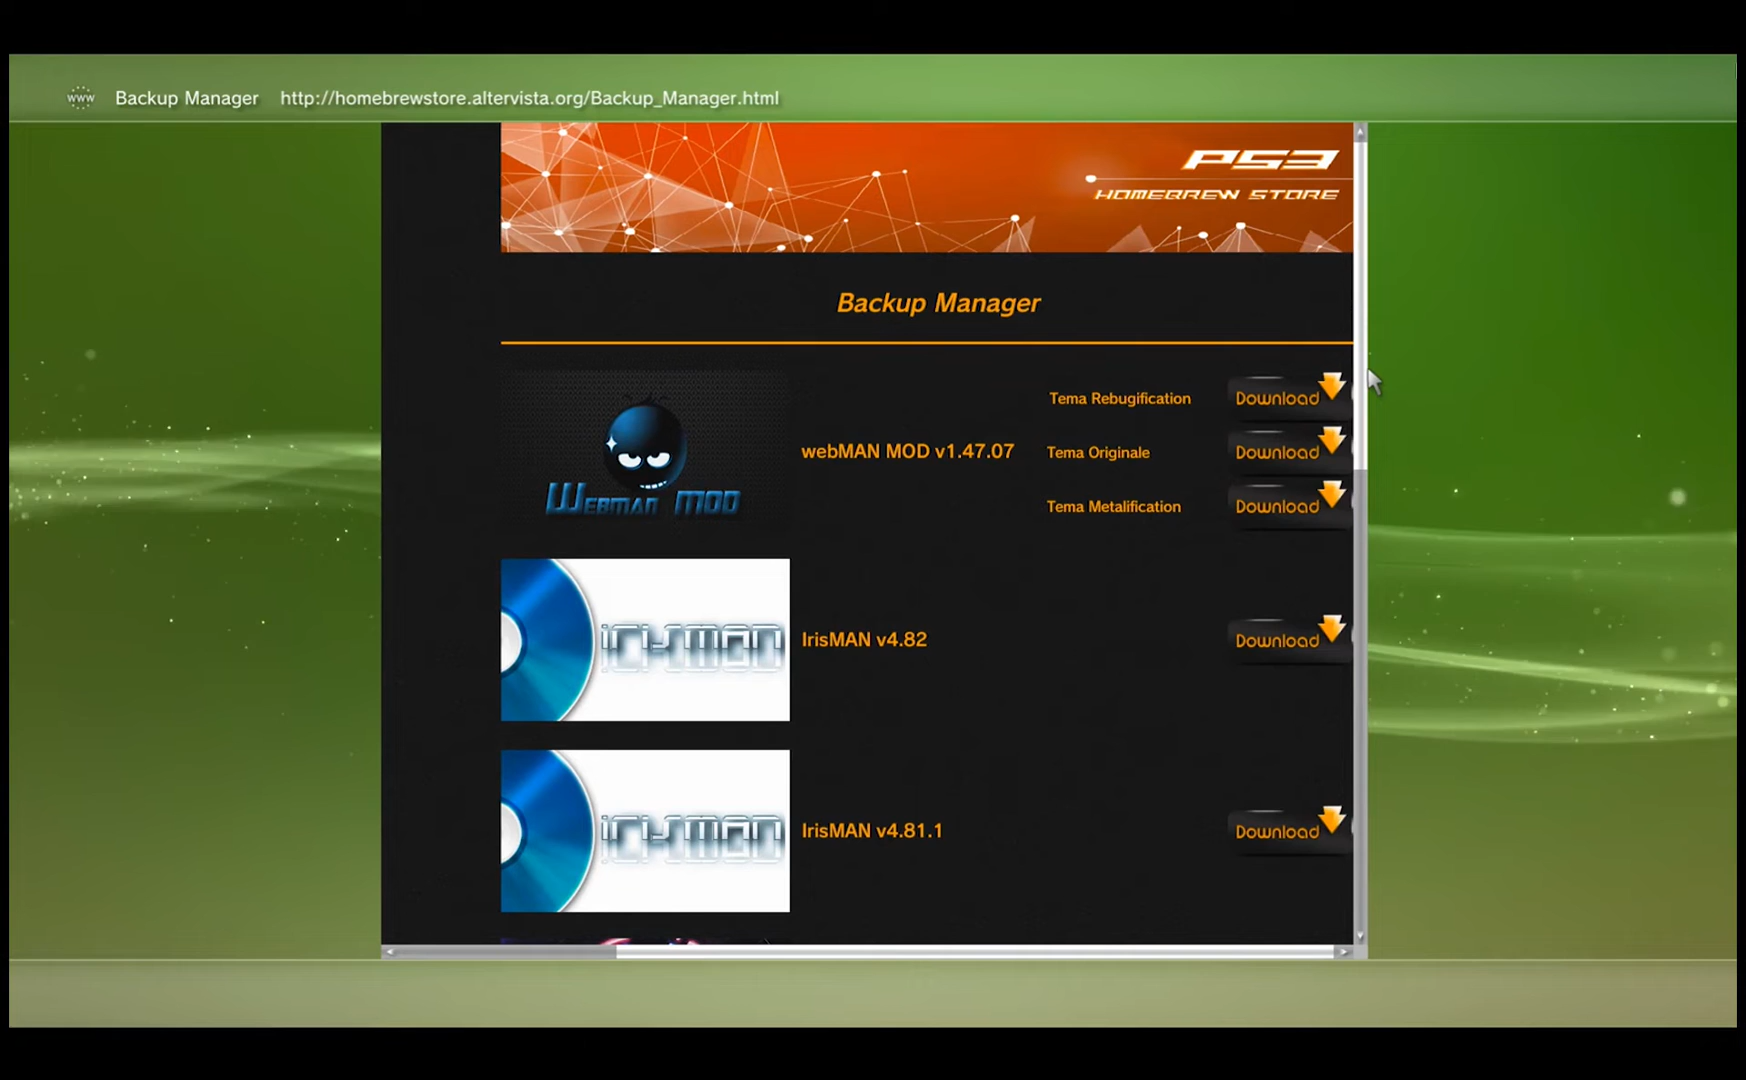 www Backup Manager http://homebrewstore.altervista.org/Backup_Manager.html
PS3
HOMEBREW STORE
Backup Manager
Tema Rebugification Download
webMAN MOD v1.47.07 Tema Originale Download
WEBMAN MOD
Tema Metalification Download
irisman IrisMAN v4.82 Download
irisman IrisMAN v4.81.1 Download